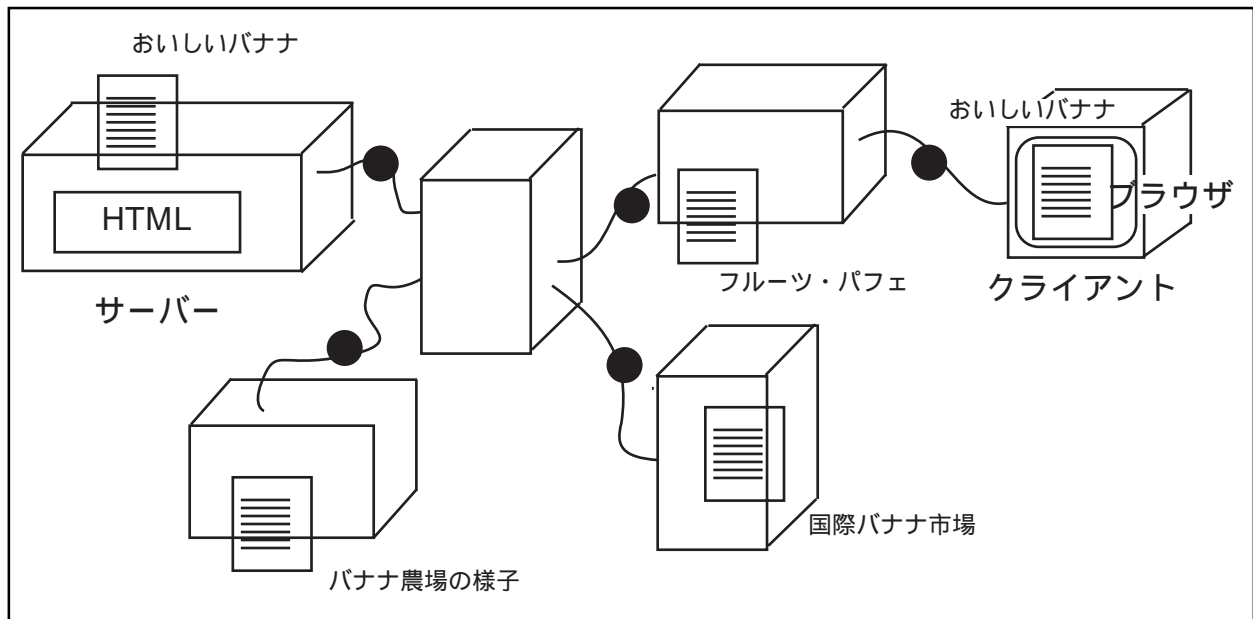 おいしいバナナ
おいしいバナナ
HTML
ブラウザ
サーバー
フルーツ・パフェ
クライアント
国際バナナ市場
バナナ農場の様子